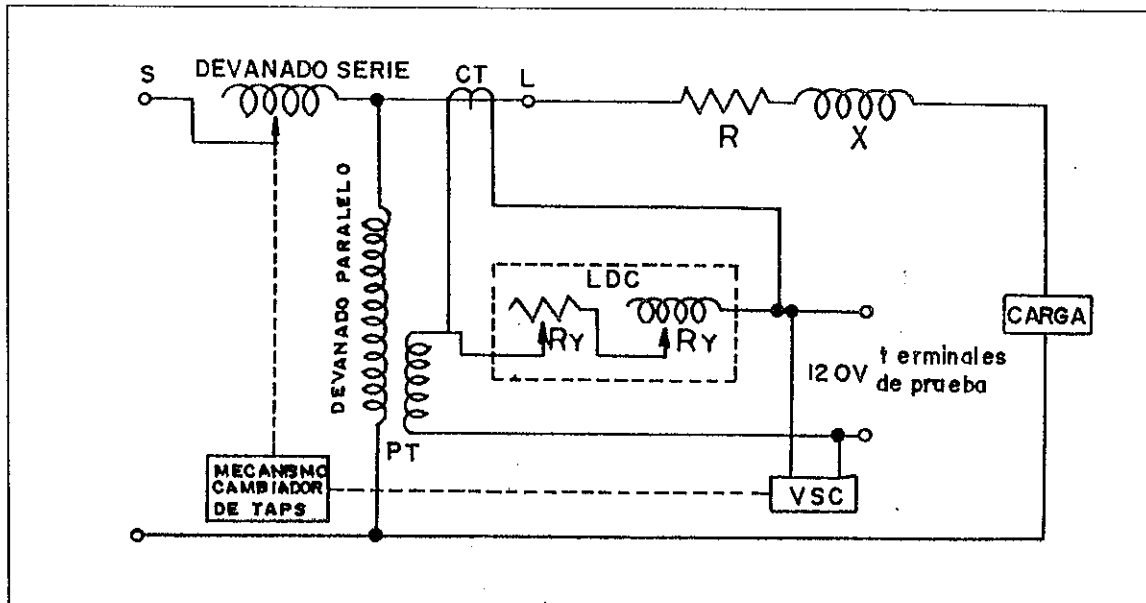 S
DEVANADO SERIE
CT
L
R
X
DEVANADO PARALELO
LDC
RY
RY
CARGA
120V
terminales
de prueba
PT
MECANISMO
CAMBIADOR
DE TAPS
VSC